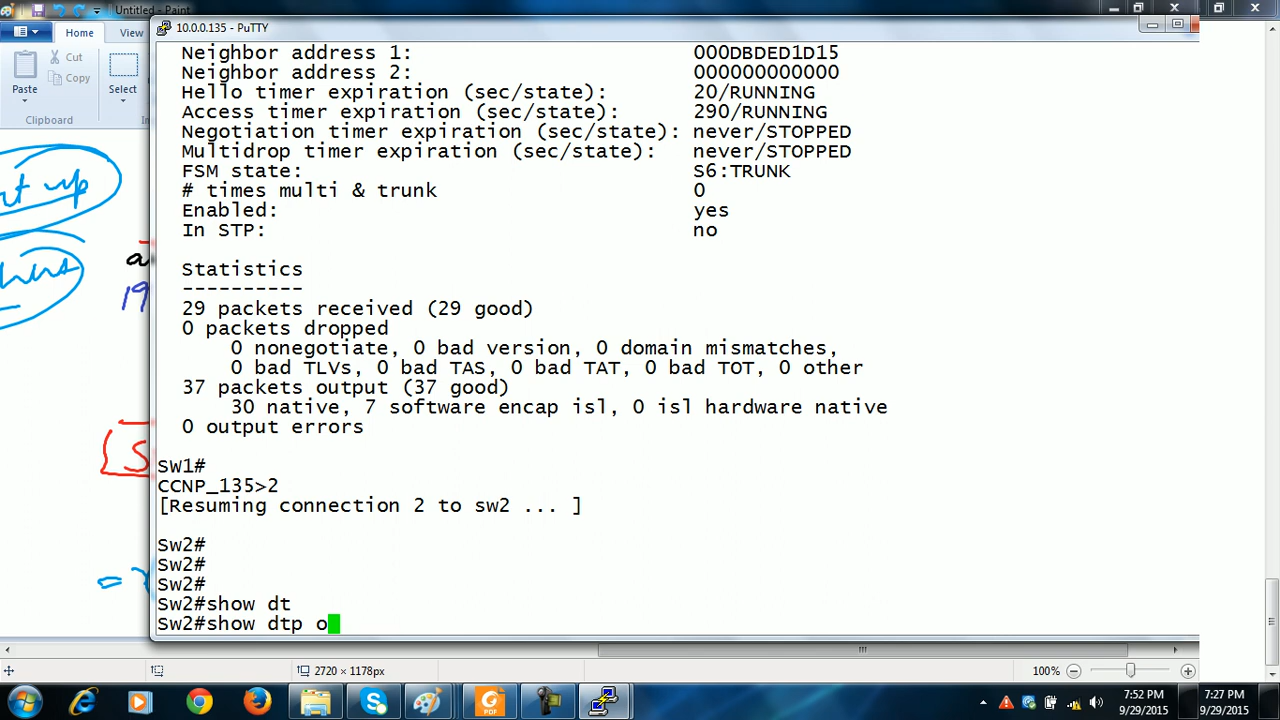 Untitled - Paint
10.0.0.135 - PuTTY
Home
View
Cut
Copy
Paste
Select
Clipboard
Neighbor address 1: 000DBDED1D15
Neighbor address 2: 000000000000
Hello timer expiration (sec/state): 20/RUNNING
Access timer expiration (sec/state): 290/RUNNING
Negotiation timer expiration (sec/state): never/STOPPED
Multidrop timer expiration (sec/state): never/STOPPED
FSM state: S6:TRUNK
# times multi & trunk 0
Enabled: yes
In STP: no
Statistics
----------
29 packets received (29 good)
0 packets dropped
0 nonegotiate, 0 bad version, 0 domain mismatches,
0 bad TLVs, 0 bad TAS, 0 bad TAT, 0 bad TOT, 0 other
37 packets output (37 good)
30 native, 7 software encap isl, 0 isl hardware native
0 output errors
SW1#
CCNP_135>2
[Resuming connection 2 to sw2 ... ]
Sw2#
Sw2#
Sw2#
Sw2#show dt
Sw2#show dtp o
up
19
2720 × 1178px
100%
7:52 PM
9/29/2015
7:27 PM
9/29/2015
PDF